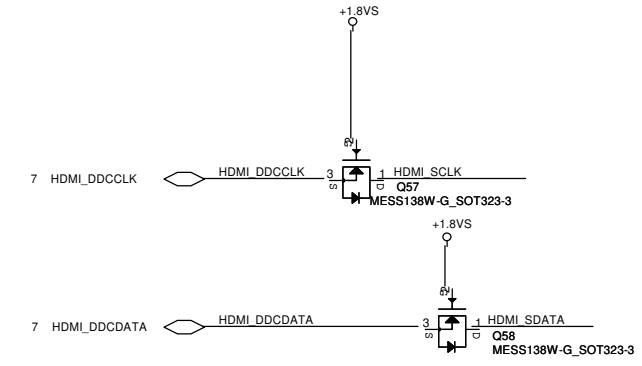 +1.8VS
G 2
7 HDMI_DDCCLK HDMI_DDCCLK 3 S 1 D HDMI_SCLK
Q57
MESS138W-G_SOT323-3
+1.8VS
G 2
7 HDMI_DDCDATA HDMI_DDCDATA 3 S 1 D HDMI_SDATA
Q58
MESS138W-G_SOT323-3